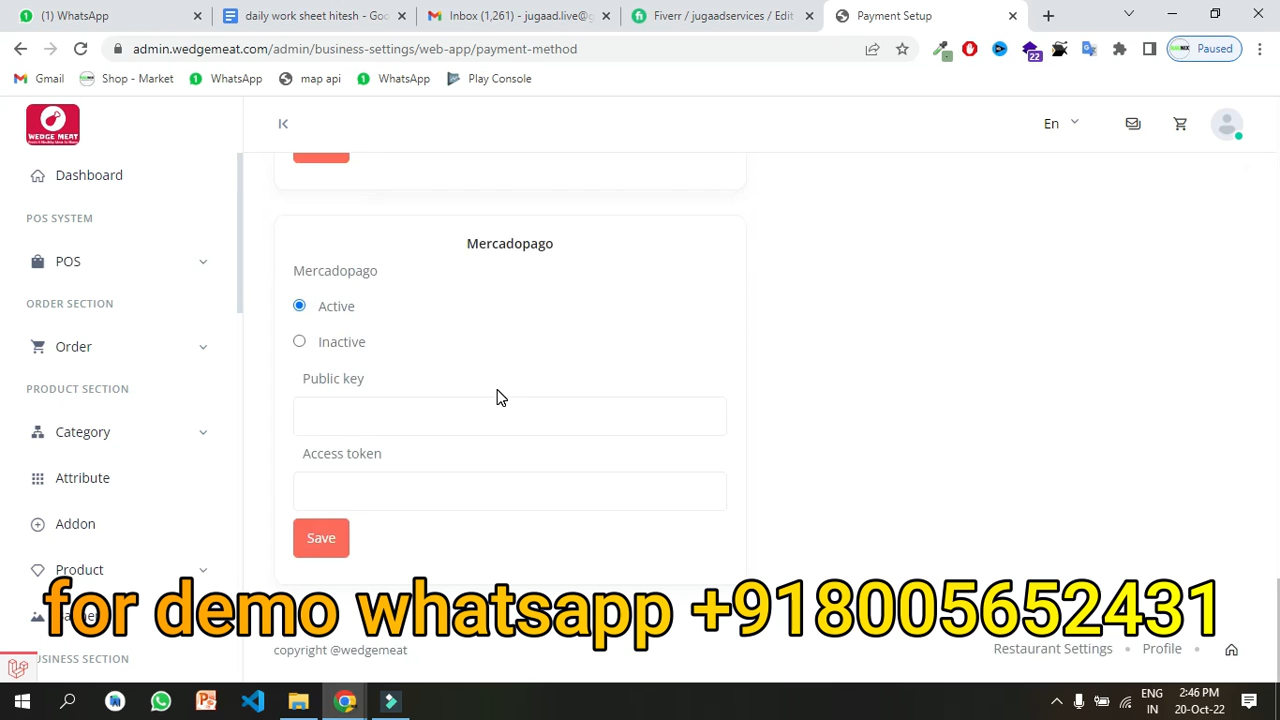 (1) WhatsApp
daily work sheet hitesh - Goo
Inbox (1,261) - jugaad.live@g
Fiverr / jugaadservices / Edit
Payment Setup
admin.wedgemeat.com/admin/business-settings/web-app/payment-method
22
Paused
Gmail
Shop - Market
WhatsApp
map api
WhatsApp
Play Console
WEDGE MEAT
En
Dashboard
POS SYSTEM
POS
ORDER SECTION
Order
PRODUCT SECTION
Category
Attribute
Addon
Product
BUSINESS SECTION
Mercadopago
Mercadopago
Active
Inactive
Public key
Access token
Save
for demo whatsapp +918005652431
copyright @wedgemeat
Restaurant Settings
Profile
ENG
IN
2:46 PM
20-Oct-22